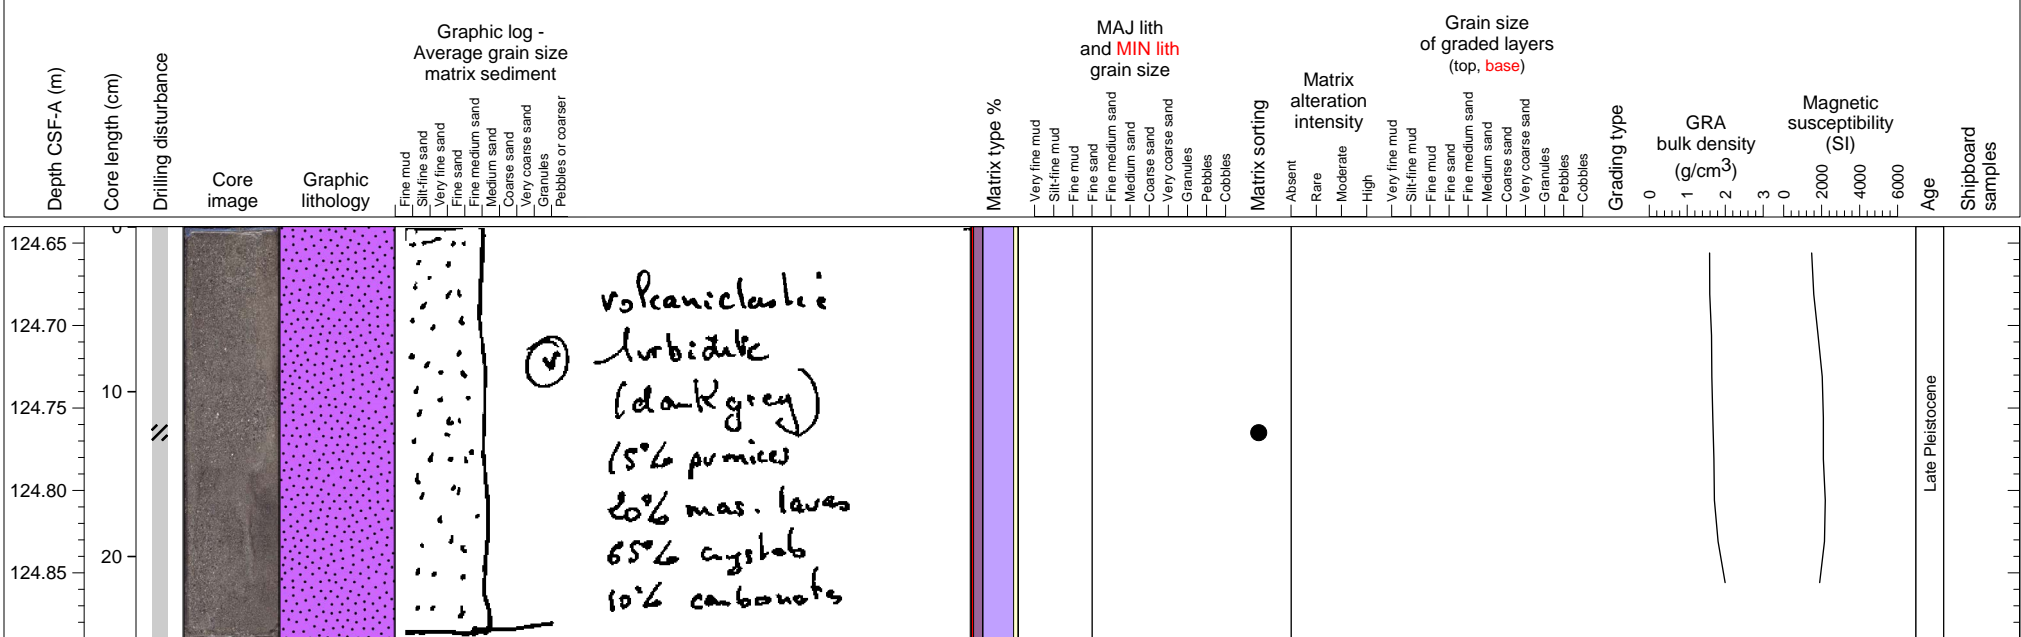 Depth CSF-A (m)
Core length (cm)
Drilling disturbance
Core
image
Graphic
lithology
Graphic log -
Average grain size
matrix sediment
Fine mud
Silt-fine sand
Very fine sand
Fine sand
Fine medium sand
Medium sand
Coarse sand
Very coarse sand
Granules
Pebbles or coarser
Matrix type %
MAJ lith
and MIN lith
grain size
Very fine mud
Silt-fine mud
Fine mud
Fine sand
Fine medium sand
Medium sand
Coarse sand
Very coarse sand
Granules
Pebbles
Cobbles
Matrix sorting
Matrix
alteration
intensity
Absent
Rare
Moderate
High
Grain size
of graded layers
(top, base)
Very fine mud
Silt-fine mud
Fine mud
Fine sand
Fine medium sand
Medium sand
Coarse sand
Very coarse sand
Granules
Pebbles
Cobbles
Grading type
GRA
bulk density
(g/cm3)
0 1 2 3
Magnetic
susceptibility
(SI)
0 2000 4000 6000
Age
Shipboard
samples
124.65
124.70
124.75
124.80
124.85
0
10
20
v
volcaniclastic
turbidite
(dark grey)
15% pumices
20% mas. lavas
65% crystals
10% carbonates
Late Pleistocene